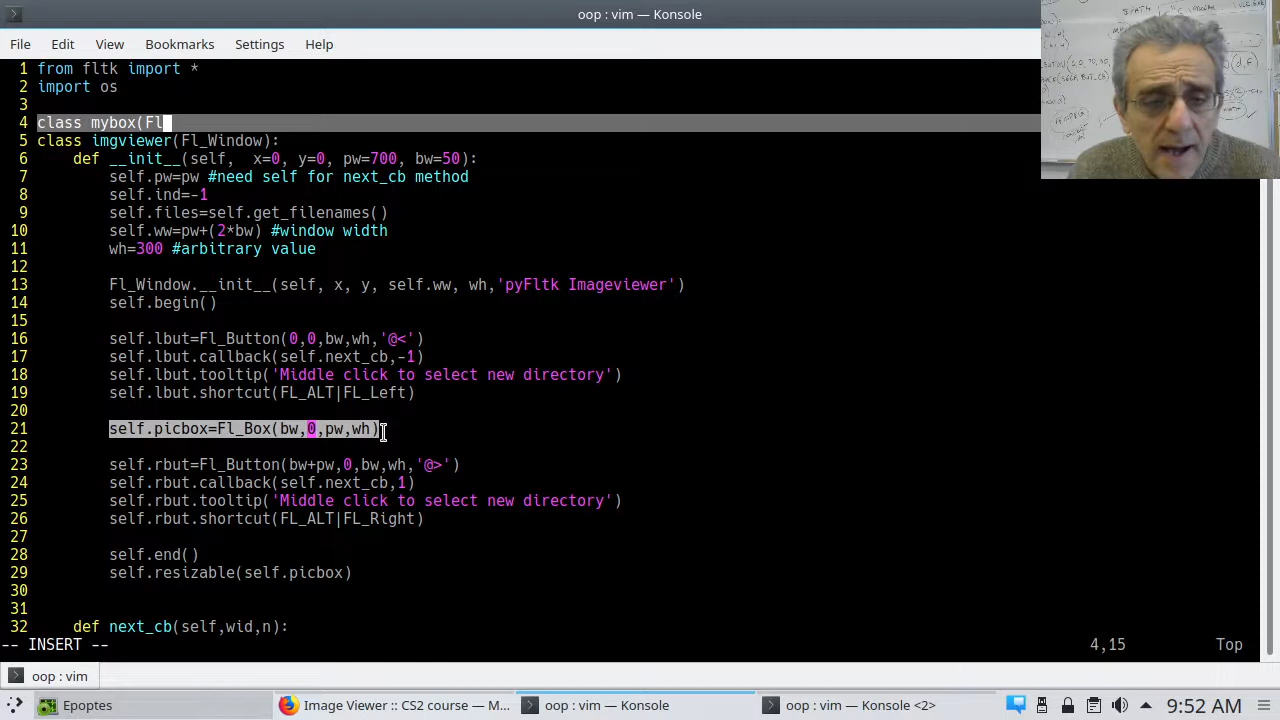 oop : vim — Konsole
File Edit View Bookmarks Settings Help
1 from fltk import *
2 import os
3
4 class mybox(Fl
5 class imgviewer(Fl_Window):
6     def __init__(self,  x=0, y=0, pw=700, bw=50):
7         self.pw=pw #need self for next_cb method
8         self.ind=-1
9         self.files=self.get_filenames()
10         self.ww=pw+(2*bw) #window width
11         wh=300 #arbitrary value
12
13         Fl_Window.__init__(self, x, y, self.ww, wh,'pyFltk Imageviewer')
14         self.begin()
15
16         self.lbut=Fl_Button(0,0,bw,wh,'@<')
17         self.lbut.callback(self.next_cb,-1)
18         self.lbut.tooltip('Middle click to select new directory')
19         self.lbut.shortcut(FL_ALT|FL_Left)
20
21         self.picbox=Fl_Box(bw,0,pw,wh)
22
23         self.rbut=Fl_Button(bw+pw,0,bw,wh,'@>')
24         self.rbut.callback(self.next_cb,1)
25         self.rbut.tooltip('Middle click to select new directory')
26         self.rbut.shortcut(FL_ALT|FL_Right)
27
28         self.end()
29         self.resizable(self.picbox)
30
31
32     def next_cb(self,wid,n):
-- INSERT -- 4,15 Top
oop : vim
Epoptes Image Viewer :: CS2 course — M... oop : vim — Konsole oop : vim — Konsole <2> 9:52 AM